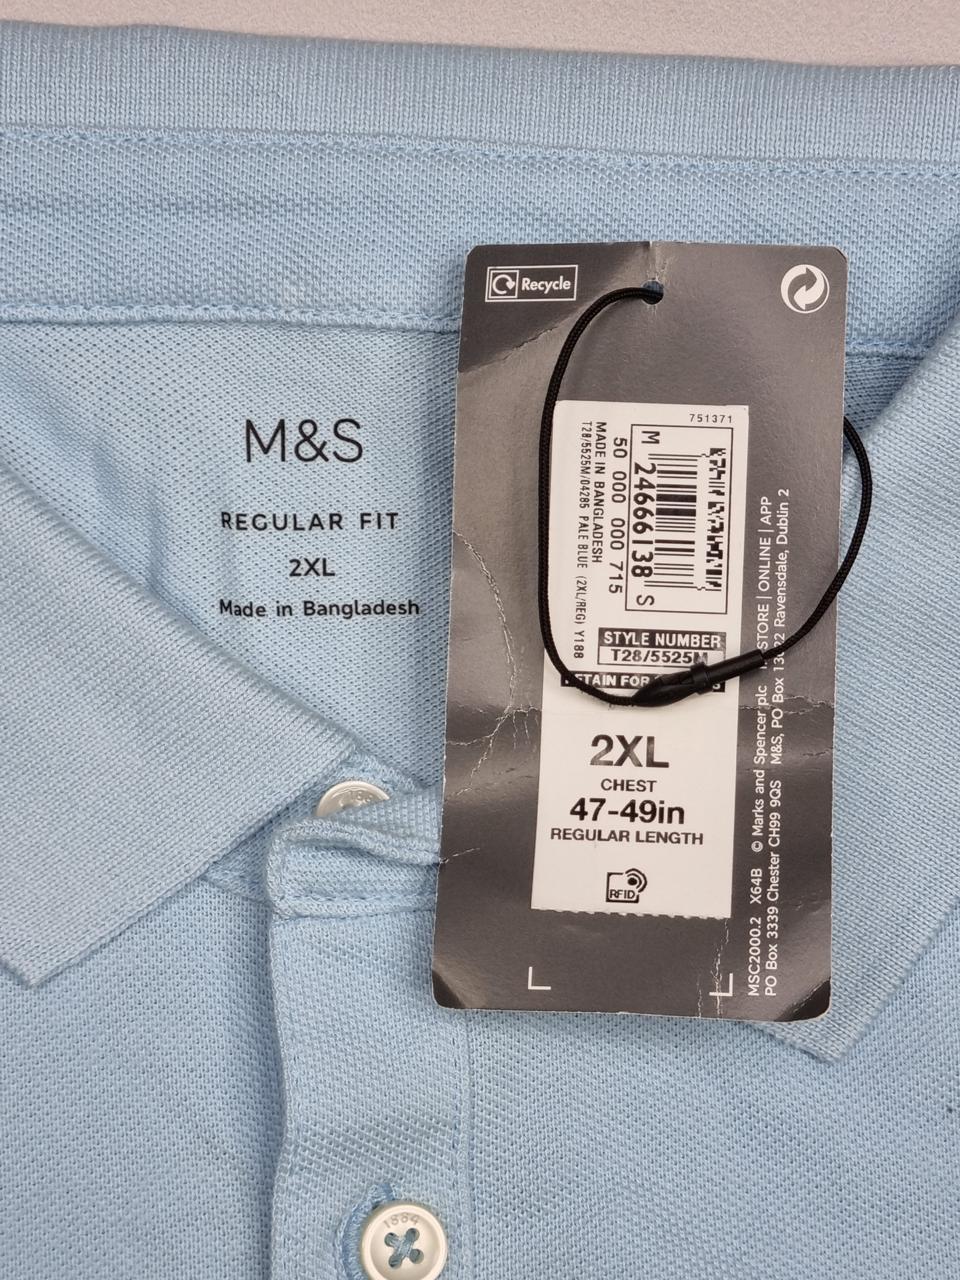 M&S
REGULAR FIT
2XL
Made in Bangladesh
Recycle
751371
M 24666138 S
50 000 000 715
MADE IN BANGLADESH
T28/5525M/04285 PALE BLUE (2XL/REG) Y188
STYLE NUMBER
T28/5525M
2XL
CHEST
47-49in
REGULAR LENGTH
RFID
MSC2000.2 X64B © Marks and Spencer plc STORE | ONLINE | APP
PO Box 3339 Chester CH99 9QS M&S, PO Box Ravensdale, Dublin 2
1884